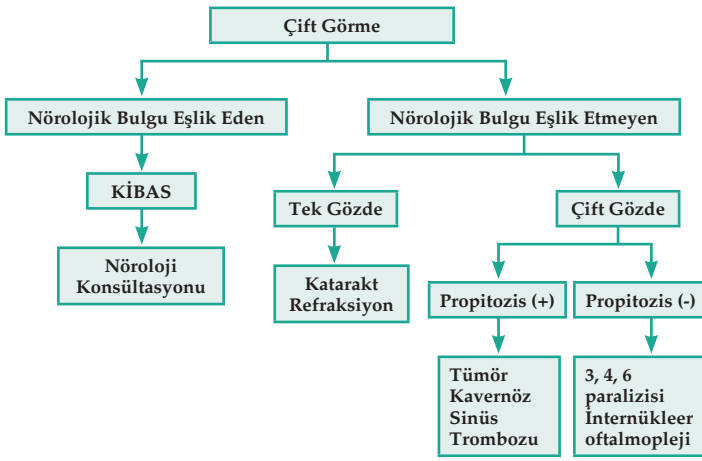 Çift Görme
Nörolojik Bulgu Eşlik Eden
Nörolojik Bulgu Eşlik Etmeyen
KİBAS
Tek Gözde
Çift Gözde
Nöroloji
Konsültasyonu
Katarakt
Refraksiyon
Propitozis (+)
Propitozis (-)
Tümör
Kavernöz
Sinüs
Trombozu
3, 4, 6
paralizisi
İnternükleer
oftalmopleji